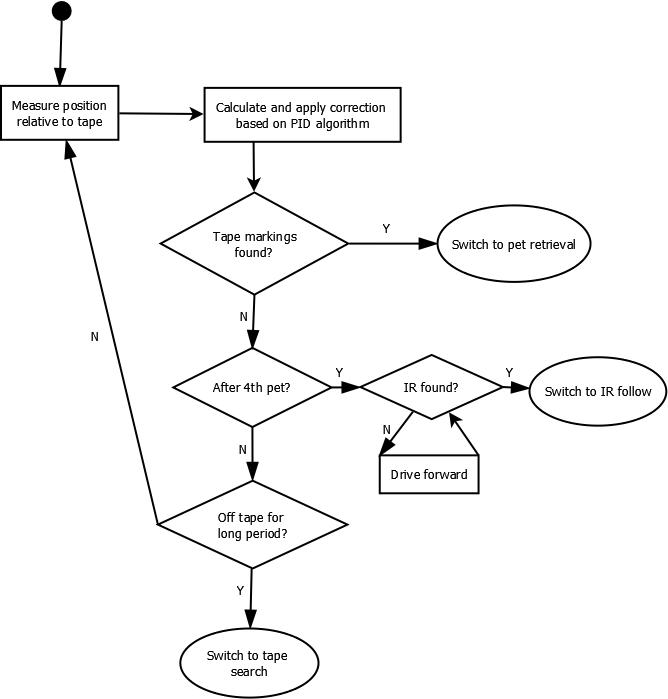 Measure position
relative to tape
Calculate and apply correction
based on PID algorithm
Tape markings
found?
Y
Switch to pet retrieval
N
After 4th pet?
Y
IR found?
Y
Switch to IR follow
N
Drive forward
N
Off tape for
long period?
N
Y
Switch to tape
search